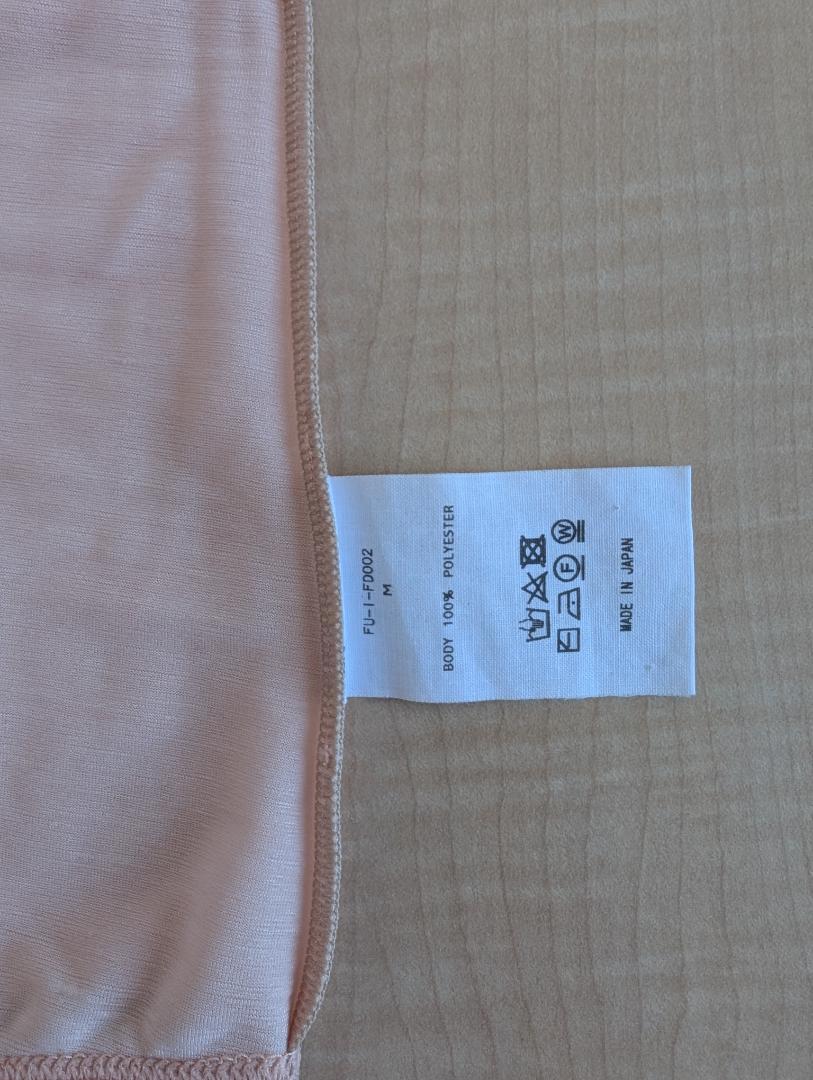 FU-I-FD002
M
BODY 100% POLYESTER
F W
MADE IN JAPAN